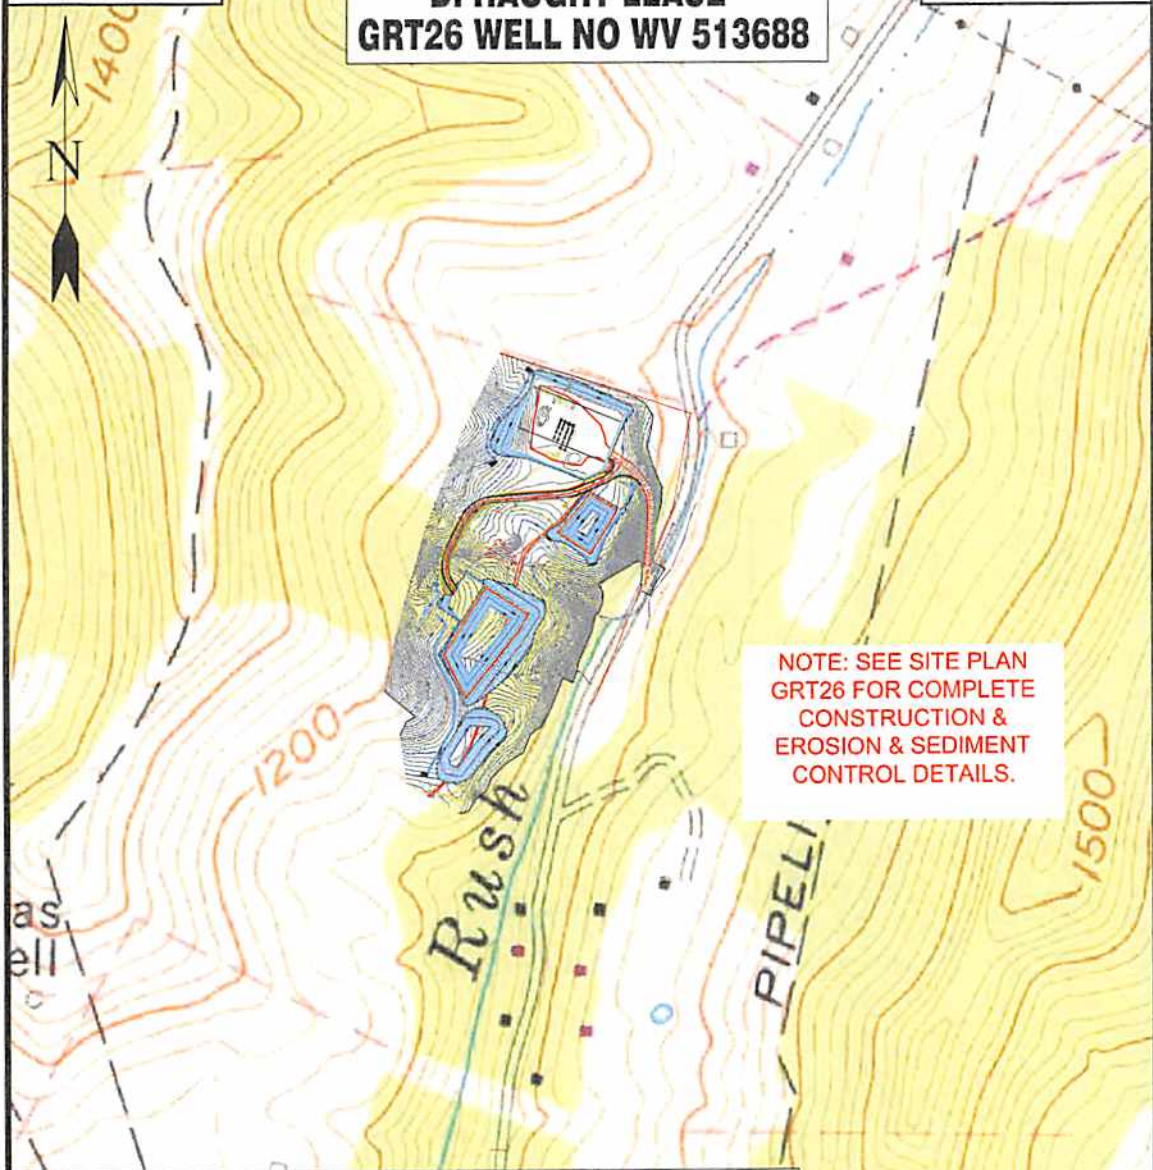 GRT26 WELL NO WV 513688
1400
N
NOTE: SEE SITE PLAN
GRT26 FOR COMPLETE
CONSTRUCTION &
EROSION & SEDIMENT
CONTROL DETAILS.
1200
1500
Rush
PIPELI
as
ell